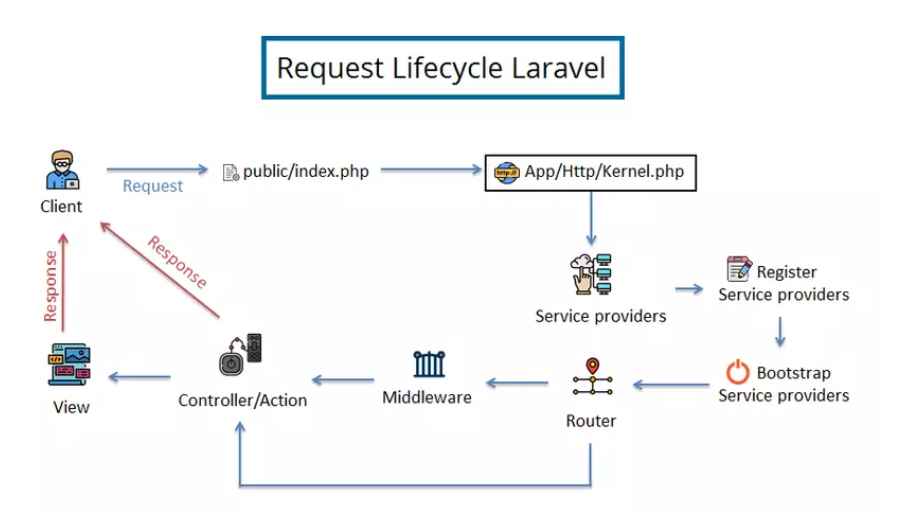 Request Lifecycle Laravel
Client
Request
public/index.php
http://
App/Http/Kernel.php
Response
Response
Service providers
Register
Service providers
Bootstrap
Service providers
Router
Middleware
Controller/Action
View